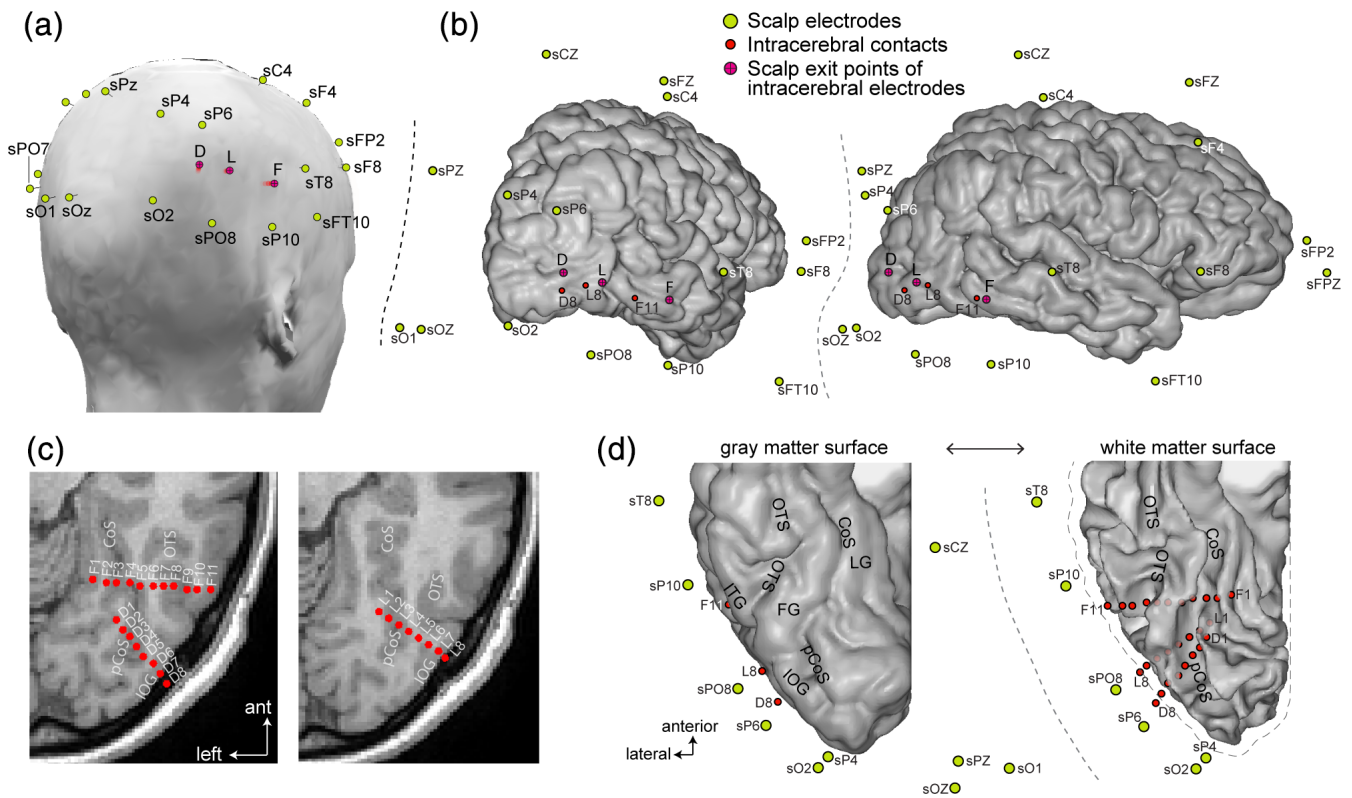 (a)
sPz
sC4
sP4
sF4
sP6
sPO7
D
L
F
sFP2
sF8
sT8
sO1
sOz
sO2
sPO8
sP10
sFT10
(b)
Scalp electrodes
Intracerebral contacts
Scalp exit points of
intracerebral electrodes
sCZ
sFZ
sC4
sPZ
sP4
sP6
D
L
F
D8
L8
F11
sT8
sFP2
sF8
sO1
sOZ
sO2
sPO8
sP10
sFT10
sCZ
sFZ
sC4
sF4
sPZ
sP4
sP6
D
L
F
D8
L8
F11
sT8
sF8
sFP2
sFPZ
sOZ
sO2
sPO8
sP10
sFT10
(c)
CoS
OTS
F1
F2
F3
F4
F5
F6
F7
F8
F9
F10
F11
D1
D2
D3
D4
D5
D6
D7
D8
pCoS
IOG
ant
left
CoS
OTS
L1
L2
L3
L4
L5
L6
L7
L8
pCoS
IOG
(d)
gray matter surface
white matter surface
sT8
OTS
CoS
LG
sCZ
sP10
OTS
ITG
F11
FG
L8
pCoS
IOG
sPO8
D8
sP6
anterior
lateral
sP4
sO2
sPZ
sO1
sOZ
sT8
OTS
CoS
OTS
sP10
F11
F1
L1
D1
L8
pCoS
sPO8
D8
sP6
sP4
sO2